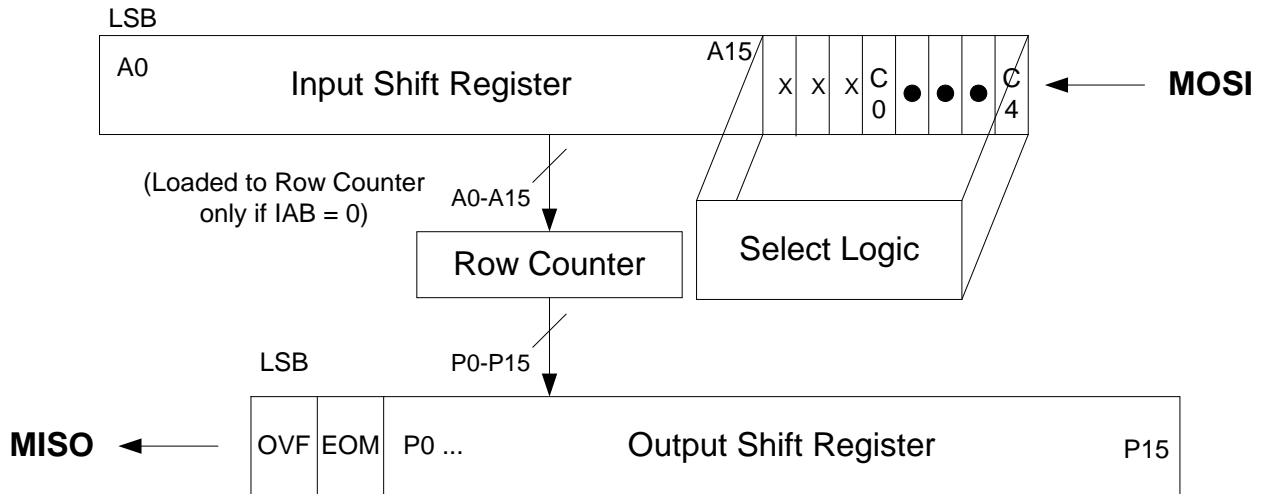 LSB
A0 Input Shift Register A15 X X X C 0 ● ● ● C 4 MOSI
(Loaded to Row Counter
only if IAB = 0)
A0-A15
Row Counter
Select Logic
P0-P15
LSB
MISO OVF EOM P0 ... Output Shift Register P15